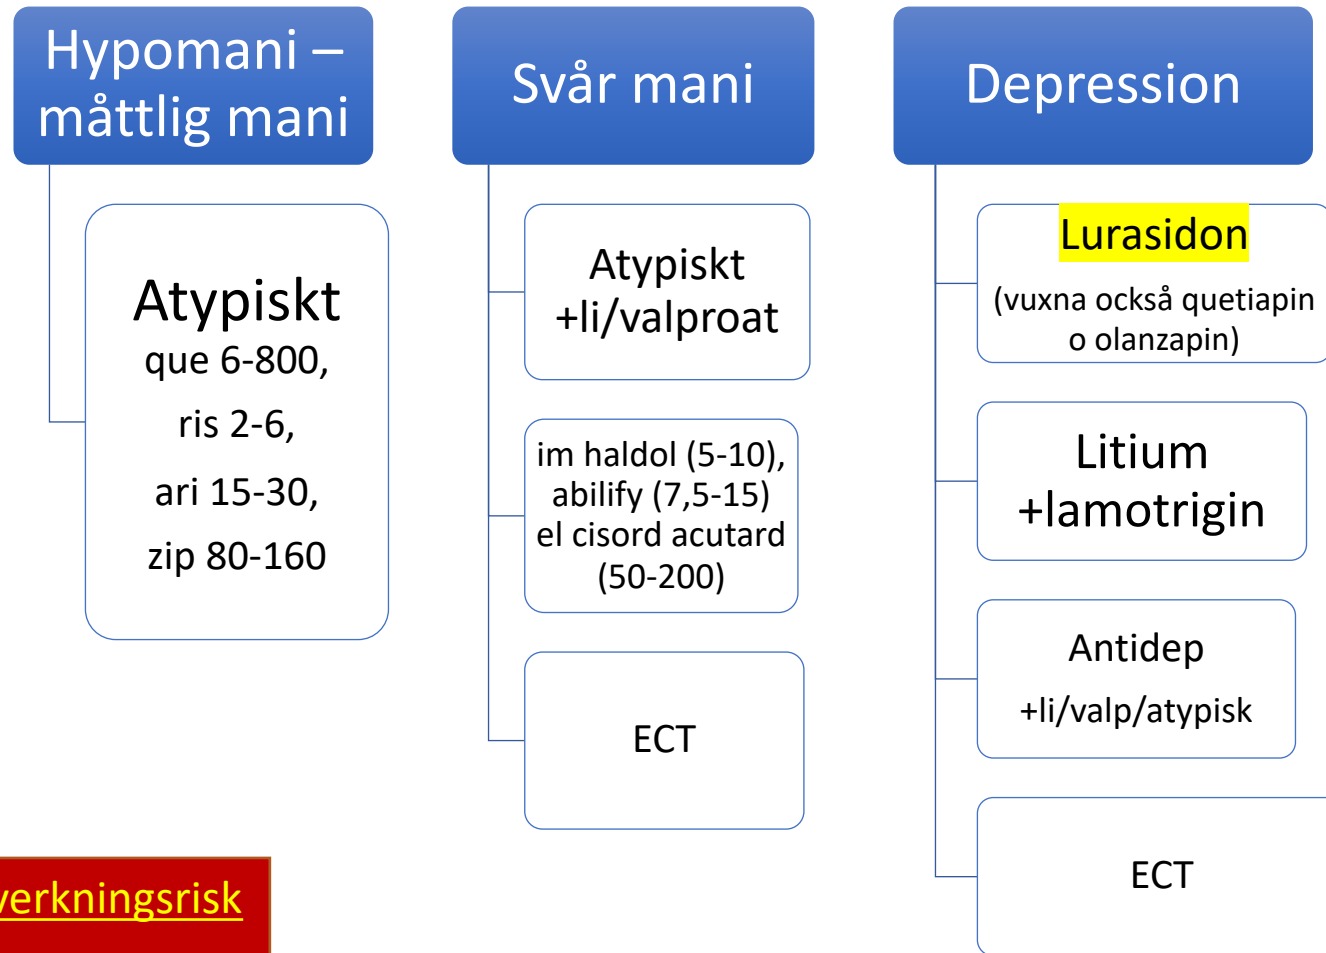 Hypomani –
måttlig mani
Atypiskt
que 6-800,
ris 2-6,
ari 15-30,
zip 80-160
Svår mani
Atypiskt
+li/valproat
im haldol (5-10),
abilify (7,5-15)
el cisord acutard
(50-200)
ECT
Depression
Lurasidon
(vuxna också quetiapin
o olanzapin)
Litium
+lamotrigin
Antidep
+li/valp/atypisk
ECT
verkningsrisk